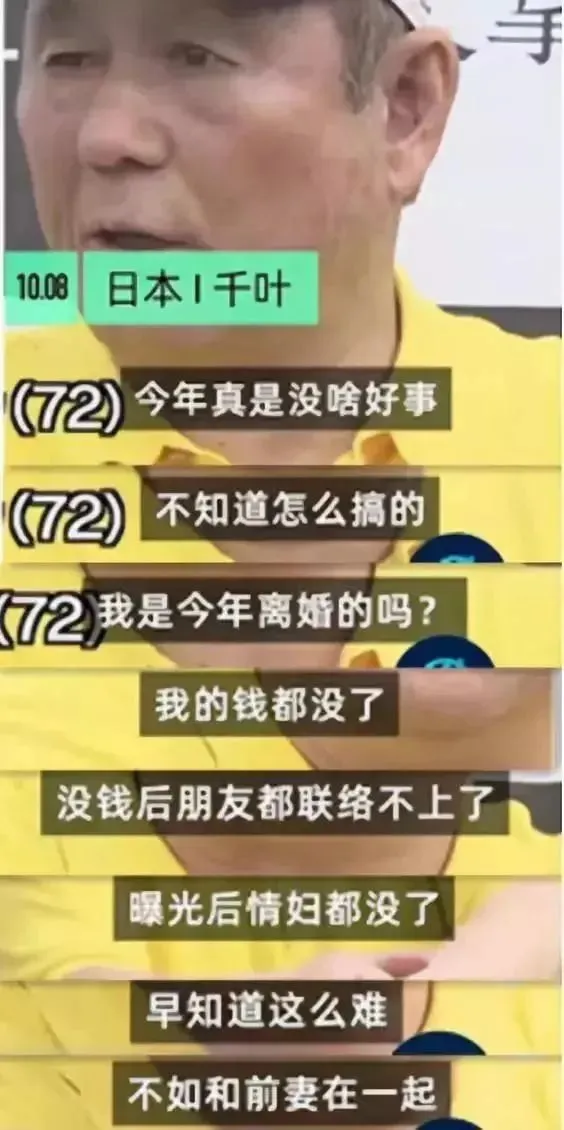 10.08
日本 | 千叶
(72)
今年真是没啥好事
(72)
不知道怎么搞的
(72)
我是今年离婚的吗？
我的钱都没了
没钱后朋友都联络不上了
曝光后情妇都没了
早知道这么难
不如和前妻在一起